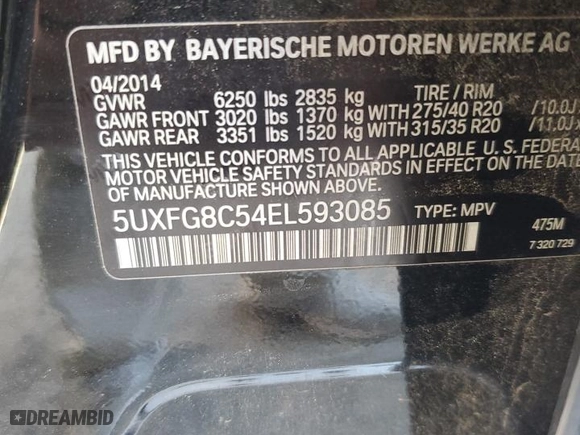 MFD BY BAYERISCHE MOTOREN WERKE AG
04/2014
GVWR 6250 lbs 2835 kg TIRE / RIM
GAWR FRONT 3020 lbs 1370 kg WITH 275/40 R20 /10.0J
GAWR REAR 3351 lbs 1520 kg WITH 315/35 R20 /11.0J
THIS VEHICLE CONFORMS TO ALL APPLICABLE U. S. FEDERA
MOTOR VEHICLE SAFETY STANDARDS IN EFFECT ON THE DATE
OF MANUFACTURE SHOWN ABOVE.
5UXFG8C54EL593085 TYPE: MPV 475M
7 320 729
DREAMBID